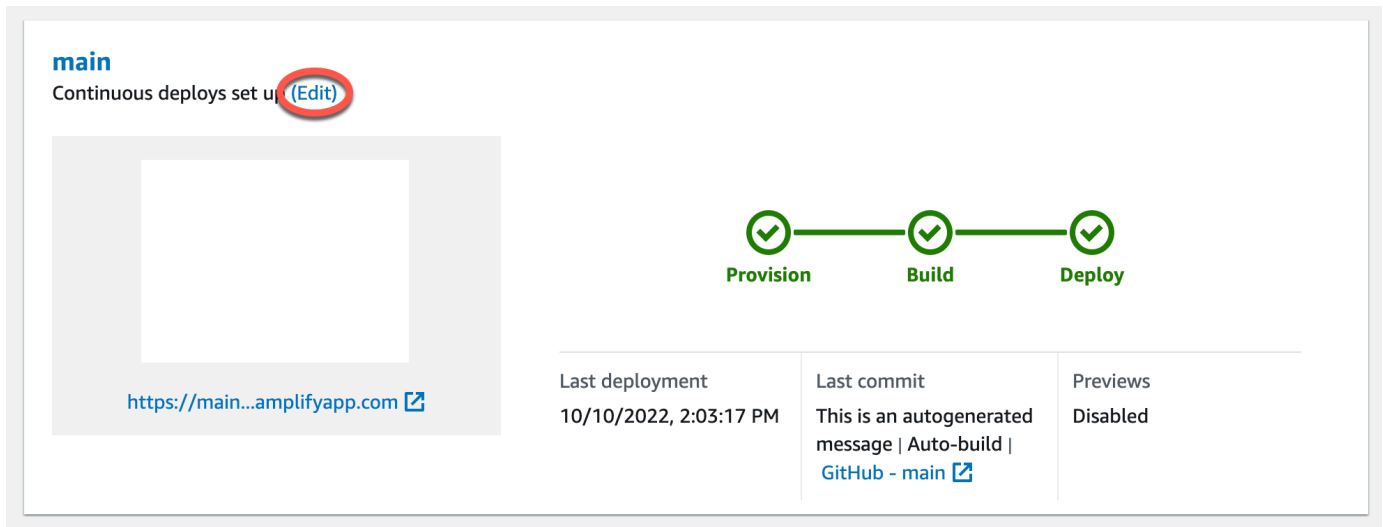 main
Continuous deploys set up (Edit)
Provision
Build
Deploy
https://main...amplifyapp.com
Last deployment
10/10/2022, 2:03:17 PM
Last commit
This is an autogenerated
message | Auto-build |
GitHub - main
Previews
Disabled